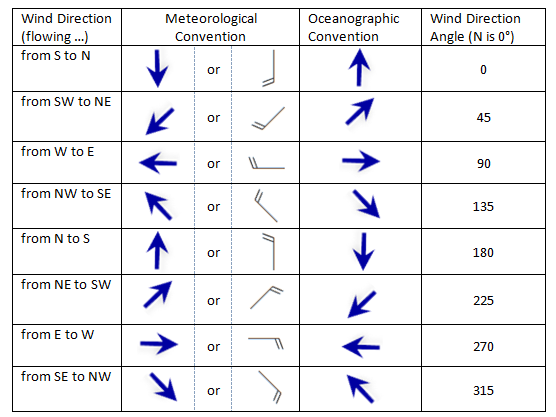 Wind Direction
(flowing …)
Meteorological
Convention
Oceanographic
Convention
Wind Direction
Angle (N is 0°)
from S to N
or
0
from SW to NE
or
45
from W to E
or
90
from NW to SE
or
135
from N to S
or
180
from NE to SW
or
225
from E to W
or
270
from SE to NW
or
315